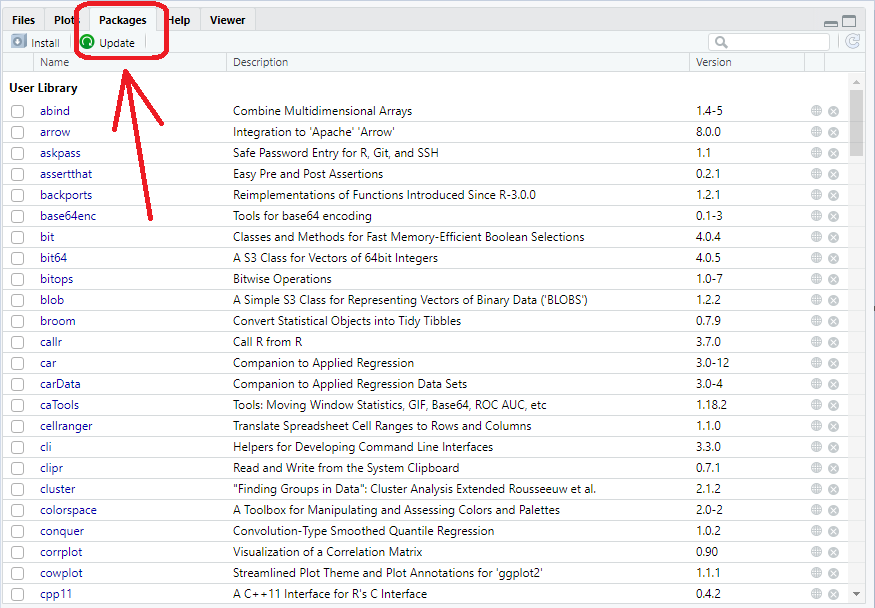 Files Plots Packages Help Viewer
Install Update
Name Description Version
User Library
abind Combine Multidimensional Arrays 1.4-5
arrow Integration to 'Apache' 'Arrow' 8.0.0
askpass Safe Password Entry for R, Git, and SSH 1.1
assertthat Easy Pre and Post Assertions 0.2.1
backports Reimplementations of Functions Introduced Since R-3.0.0 1.2.1
base64enc Tools for base64 encoding 0.1-3
bit Classes and Methods for Fast Memory-Efficient Boolean Selections 4.0.4
bit64 A S3 Class for Vectors of 64bit Integers 4.0.5
bitops Bitwise Operations 1.0-7
blob A Simple S3 Class for Representing Vectors of Binary Data ('BLOBS') 1.2.2
broom Convert Statistical Objects into Tidy Tibbles 0.7.9
callr Call R from R 3.7.0
car Companion to Applied Regression 3.0-12
carData Companion to Applied Regression Data Sets 3.0-4
caTools Tools: Moving Window Statistics, GIF, Base64, ROC AUC, etc 1.18.2
cellranger Translate Spreadsheet Cell Ranges to Rows and Columns 1.1.0
cli Helpers for Developing Command Line Interfaces 3.3.0
clipr Read and Write from the System Clipboard 0.7.1
cluster "Finding Groups in Data": Cluster Analysis Extended Rousseeuw et al. 2.1.2
colorspace A Toolbox for Manipulating and Assessing Colors and Palettes 2.0-2
conquer Convolution-Type Smoothed Quantile Regression 1.0.2
corrplot Visualization of a Correlation Matrix 0.90
cowplot Streamlined Plot Theme and Plot Annotations for 'ggplot2' 1.1.1
cpp11 A C++11 Interface for R's C Interface 0.4.2